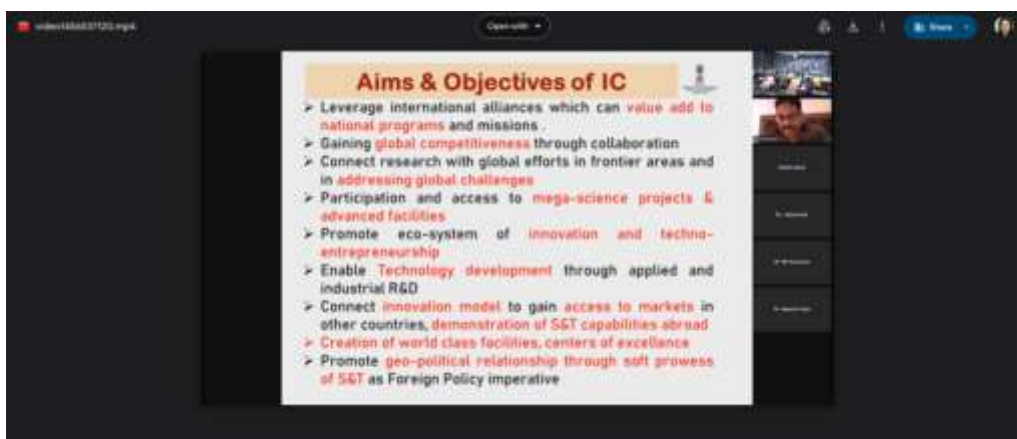 Open with
Share
Aims & Objectives of IC
➢ Leverage international alliances which can value add to
national programs and missions .
➢ Gaining global competitiveness through collaboration
➢ Connect research with global efforts in frontier areas and
in addressing global challenges
➢ Participation and access to mega-science projects &
advanced facilities
➢ Promote eco-system of innovation and techno-
entrepreneurship
➢ Enable Technology development through applied and
industrial R&D
➢ Connect innovation model to gain access to markets in
other countries, demonstration of S&T capabilities abroad
➢ Creation of world class facilities, centers of excellence
➢ Promote geo-political relationship through soft prowess
of S&T as Foreign Policy imperative